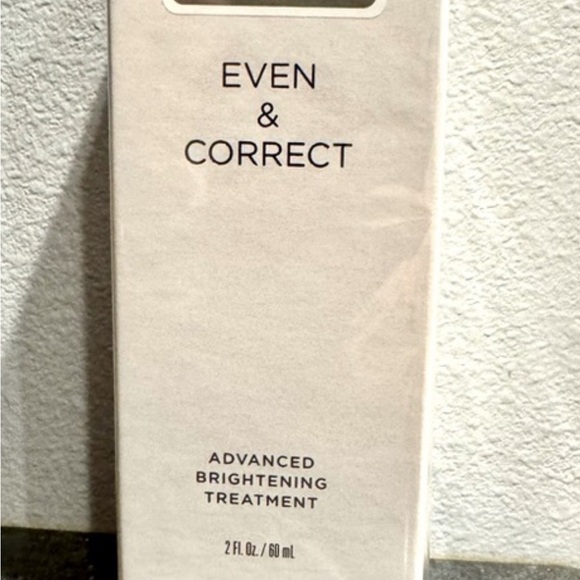 EVEN
&
CORRECT
ADVANCED
BRIGHTENING
TREATMENT
2 Fl. Oz. / 60 mL